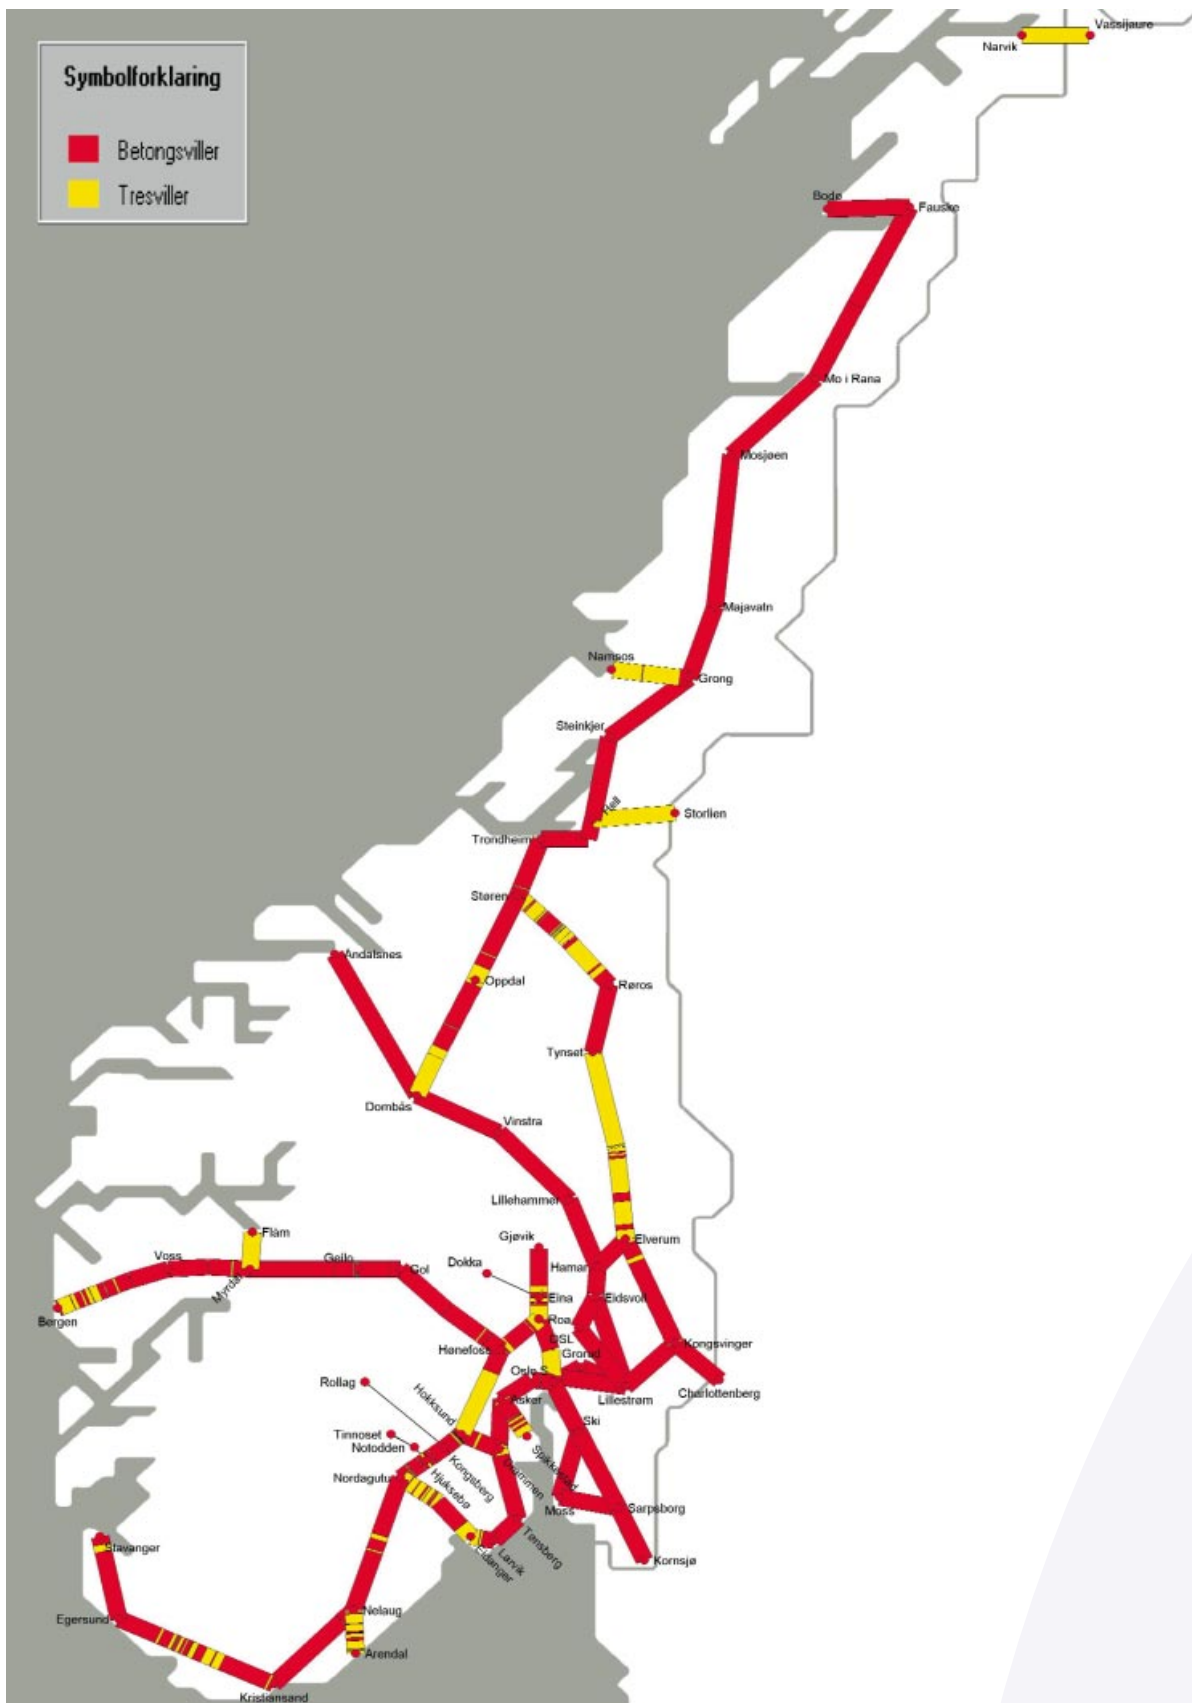 Symbolforklaring
Betongsviller
Tresviller
Vassijaure
Narvik
Bodø
Fauske
Mo i Rana
Mosjøen
Majavatn
Namsos
Grong
Steinkjer
Hell
Storlien
Trondheim
Støren
Åndalsnes
Oppdal
Røros
Tynset
Dombås
Vinstra
Lillehammer
Flåm
Gjøvik
Elverum
Voss
Geilo
Dokka
Hamar
Gol
Myrdal
Eina
Eidsvoll
Bergen
Roa
Hønefoss
OSL
Kongsvinger
Grorud
Oslo S
Rollag
Charlottenberg
Asker
Lillestrøm
Hokksund
Ski
Tinnoset
Notodden
Spikkestad
Nordagutu
Hjuksebø
Kongsberg
Drammen
Moss
Sarpsborg
Stavanger
Eidanger
Larvik
Tønsberg
Kornsjø
Egersund
Nelaug
Arendal
Kristiansand